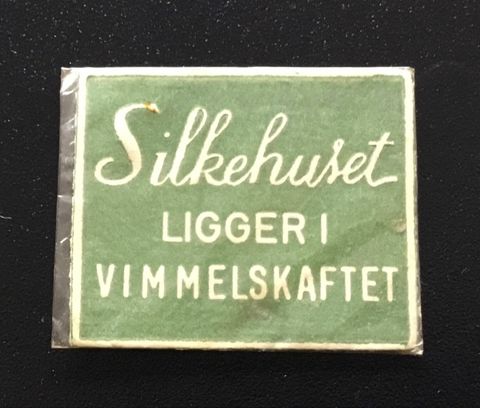 Silkehuset
LIGGER I
VIMMELSKAFTET